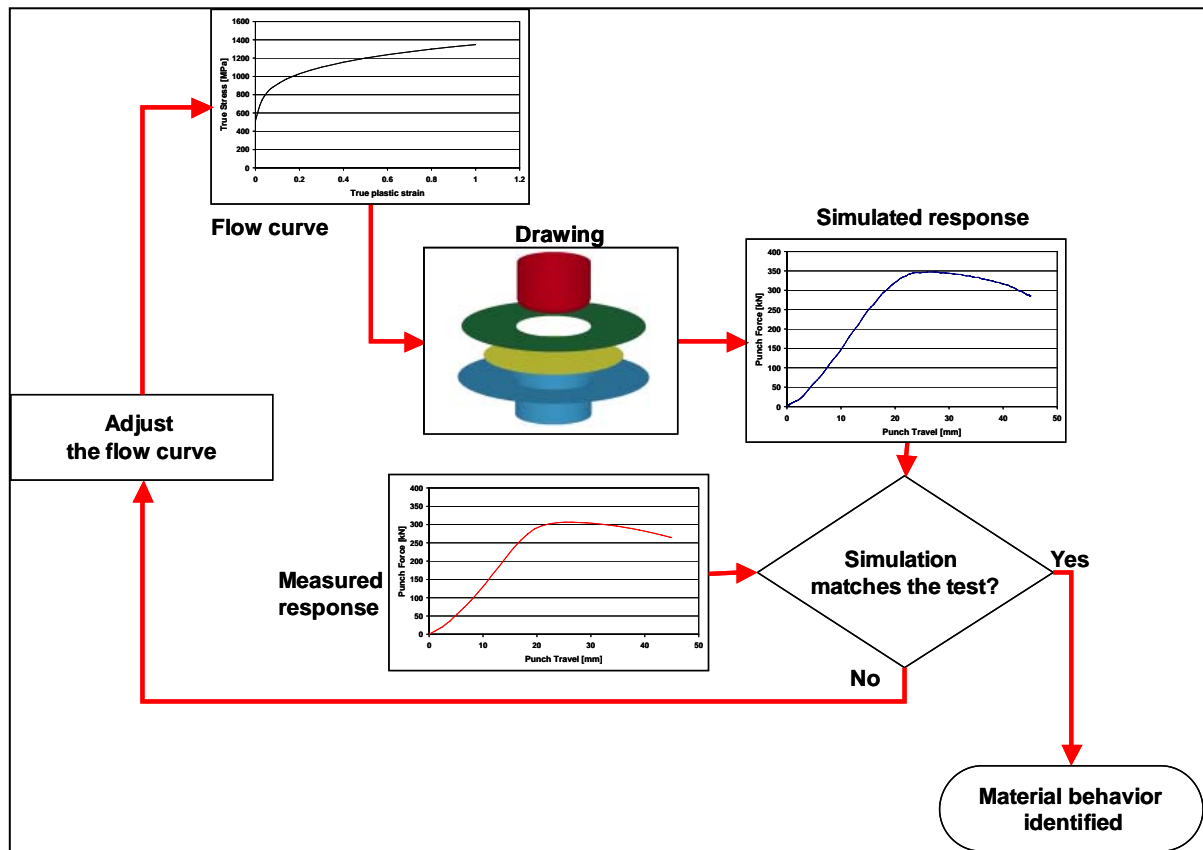 1600
1400
1200
1000
800
600
400
200
0
True Stress [MPa]
0 0.2 0.4 0.6 0.8 1 1.2
True plastic strain
Flow curve
Drawing
Simulated response
400
350
300
250
200
150
100
50
0
Punch Force [kN]
0 10 20 30 40 50
Punch Travel [mm]
Adjust
the flow curve
Measured
response
400
350
300
250
200
150
100
50
0
Punch Force [kN]
0 10 20 30 40 50
Punch Travel [mm]
Simulation
matches the test?
Yes
No
Material behavior
identified